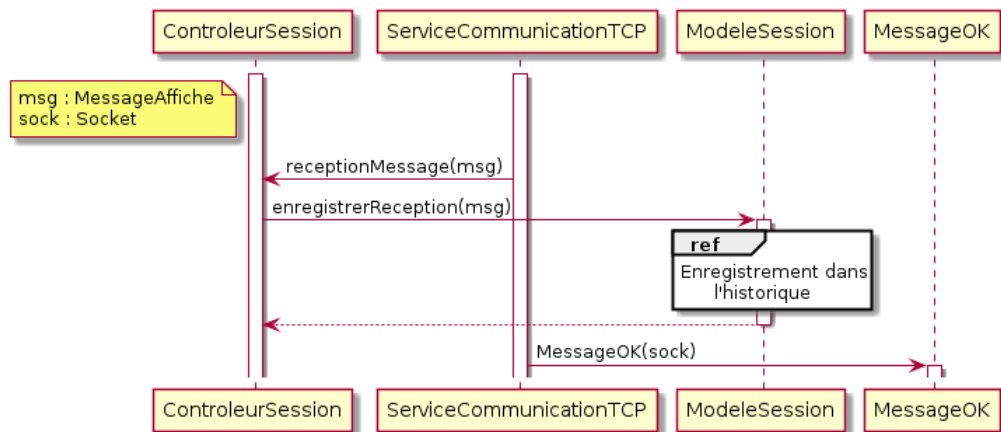 ControleurSession
ServiceCommunicationTCP
ModeleSession
MessageOK
msg : MessageAffiche
sock : Socket
receptionMessage(msg)
enregistrerReception(msg)
ref
Enregistrement dans
l'historique
MessageOK(sock)
ControleurSession
ServiceCommunicationTCP
ModeleSession
MessageOK